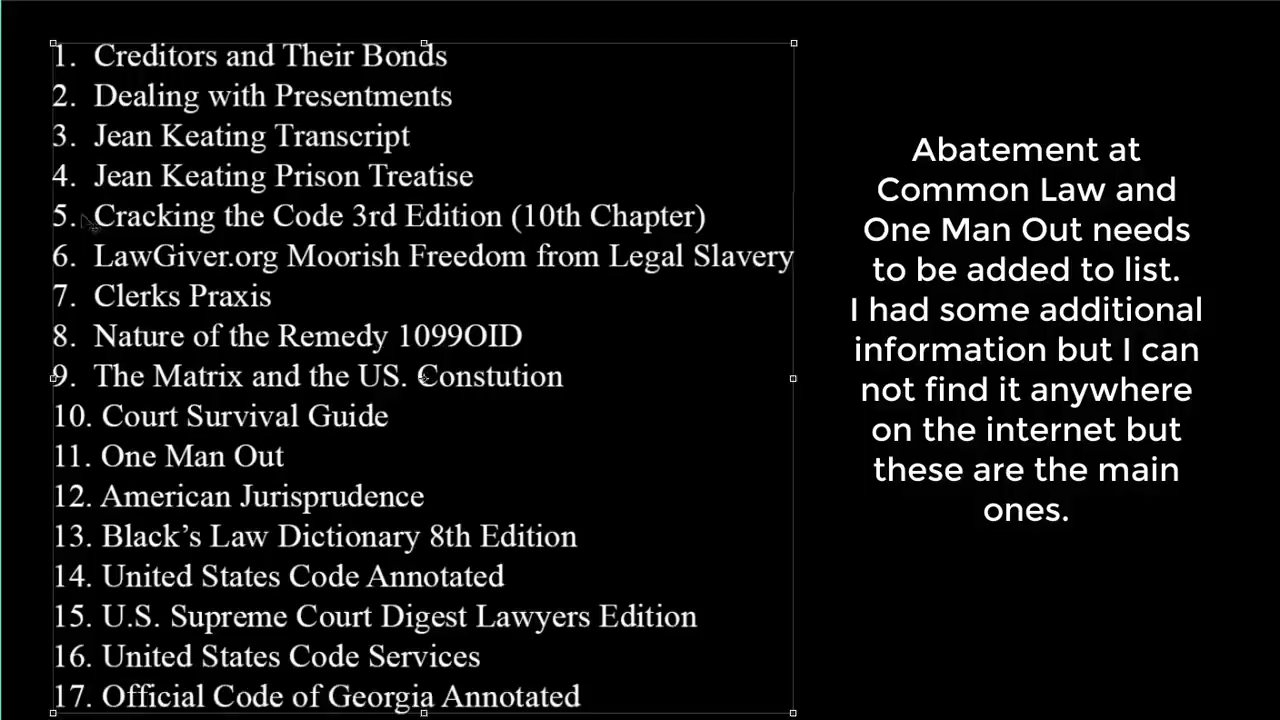 1. Creditors and Their Bonds
2. Dealing with Presentments
3. Jean Keating Transcript
4. Jean Keating Prison Treatise
5. Cracking the Code 3rd Edition (10th Chapter)
6. LawGiver.org Moorish Freedom from Legal Slavery
7. Clerks Praxis
8. Nature of the Remedy 1099OID
9. The Matrix and the US. Constution
10. Court Survival Guide
11. One Man Out
12. American Jurisprudence
13. Black’s Law Dictionary 8th Edition
14. United States Code Annotated
15. U.S. Supreme Court Digest Lawyers Edition
16. United States Code Services
17. Official Code of Georgia Annotated
Abatement at
Common Law and
One Man Out needs
to be added to list.
I had some additional
information but I can
not find it anywhere
on the internet but
these are the main
ones.